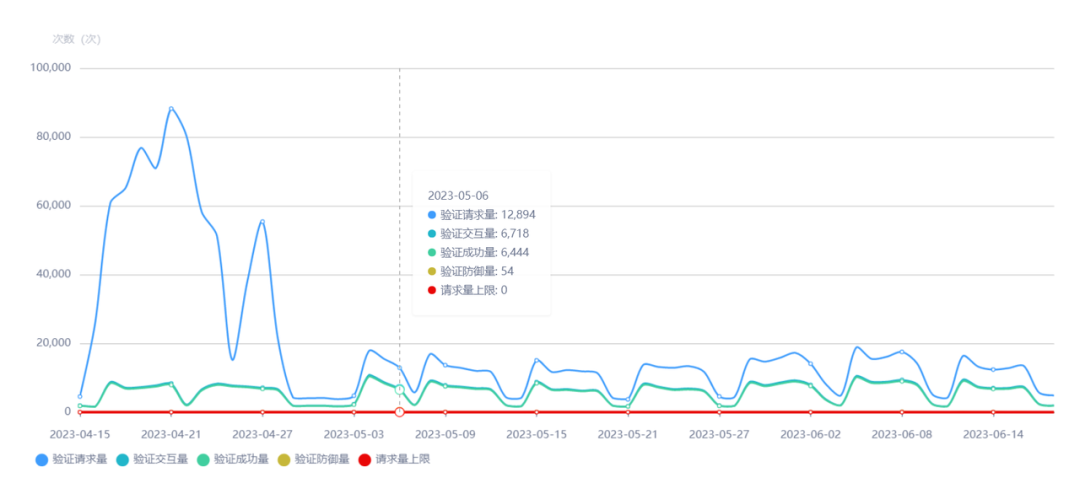 次数 (次)
100,000
80,000
60,000
40,000
20,000
0
2023-05-06
验证请求量: 12,894
验证交互量: 6,718
验证成功量: 6,444
验证防御量: 54
请求量上限: 0
2023-04-15 2023-04-21 2023-04-27 2023-05-03 2023-05-09 2023-05-15 2023-05-21 2023-05-27 2023-06-02 2023-06-08 2023-06-14
验证请求量 验证交互量 验证成功量 验证防御量 请求量上限